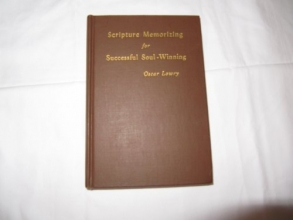 Scripture Memorizing
for
Successful Soul-Winning
Oscar Lowry